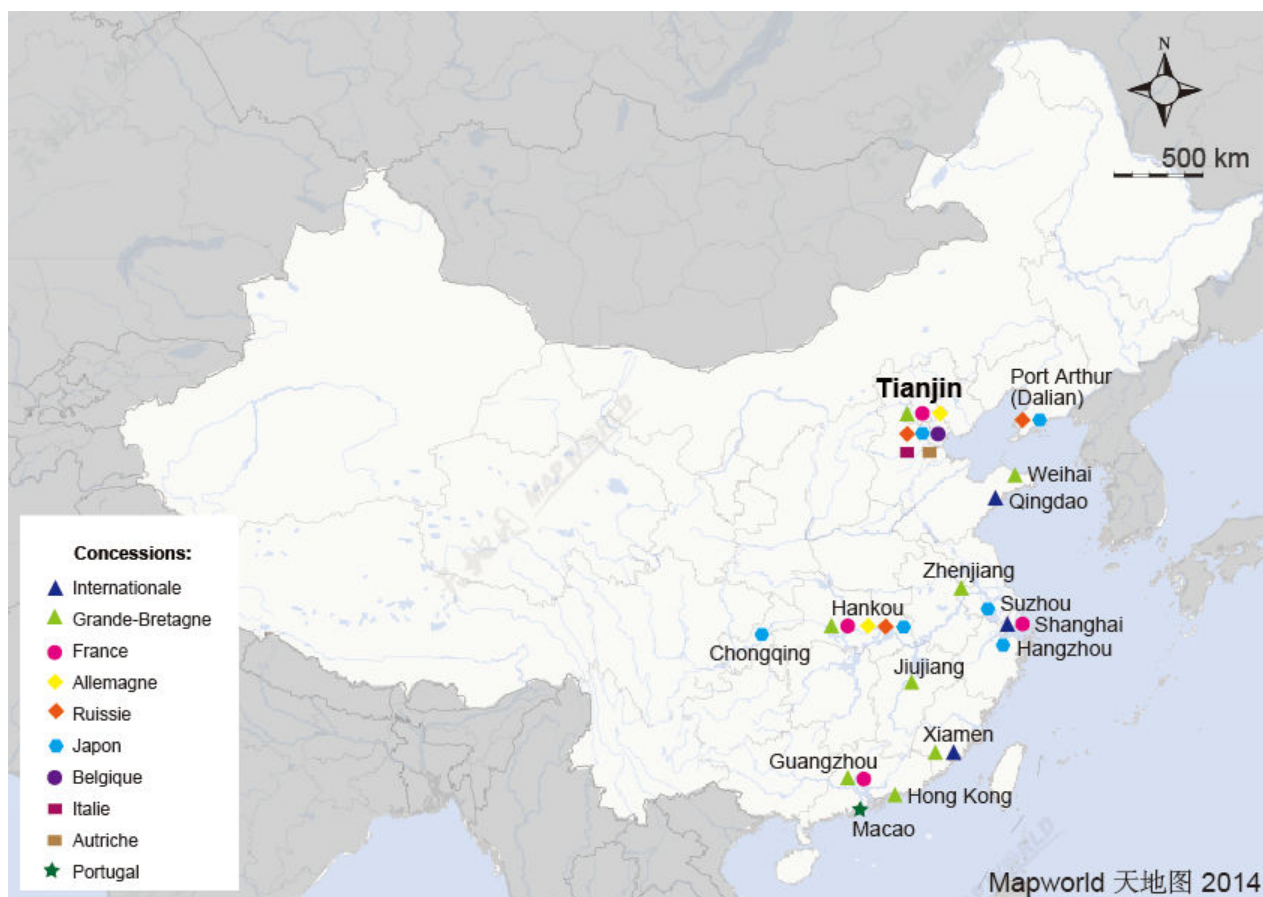 N
500 km
Tianjin
Port Arthur
(Dalian)
Weihai
Qingdao
Zhenjiang
Suzhou
Hankou
Shanghai
Chongqing
Hangzhou
Jiujiang
Xiamen
Guangzhou
Hong Kong
Macao
Concessions:
Internationale
Grande-Bretagne
France
Allemagne
Ruissie
Japon
Belgique
Italie
Autriche
Portugal
Mapworld 天地图 2014